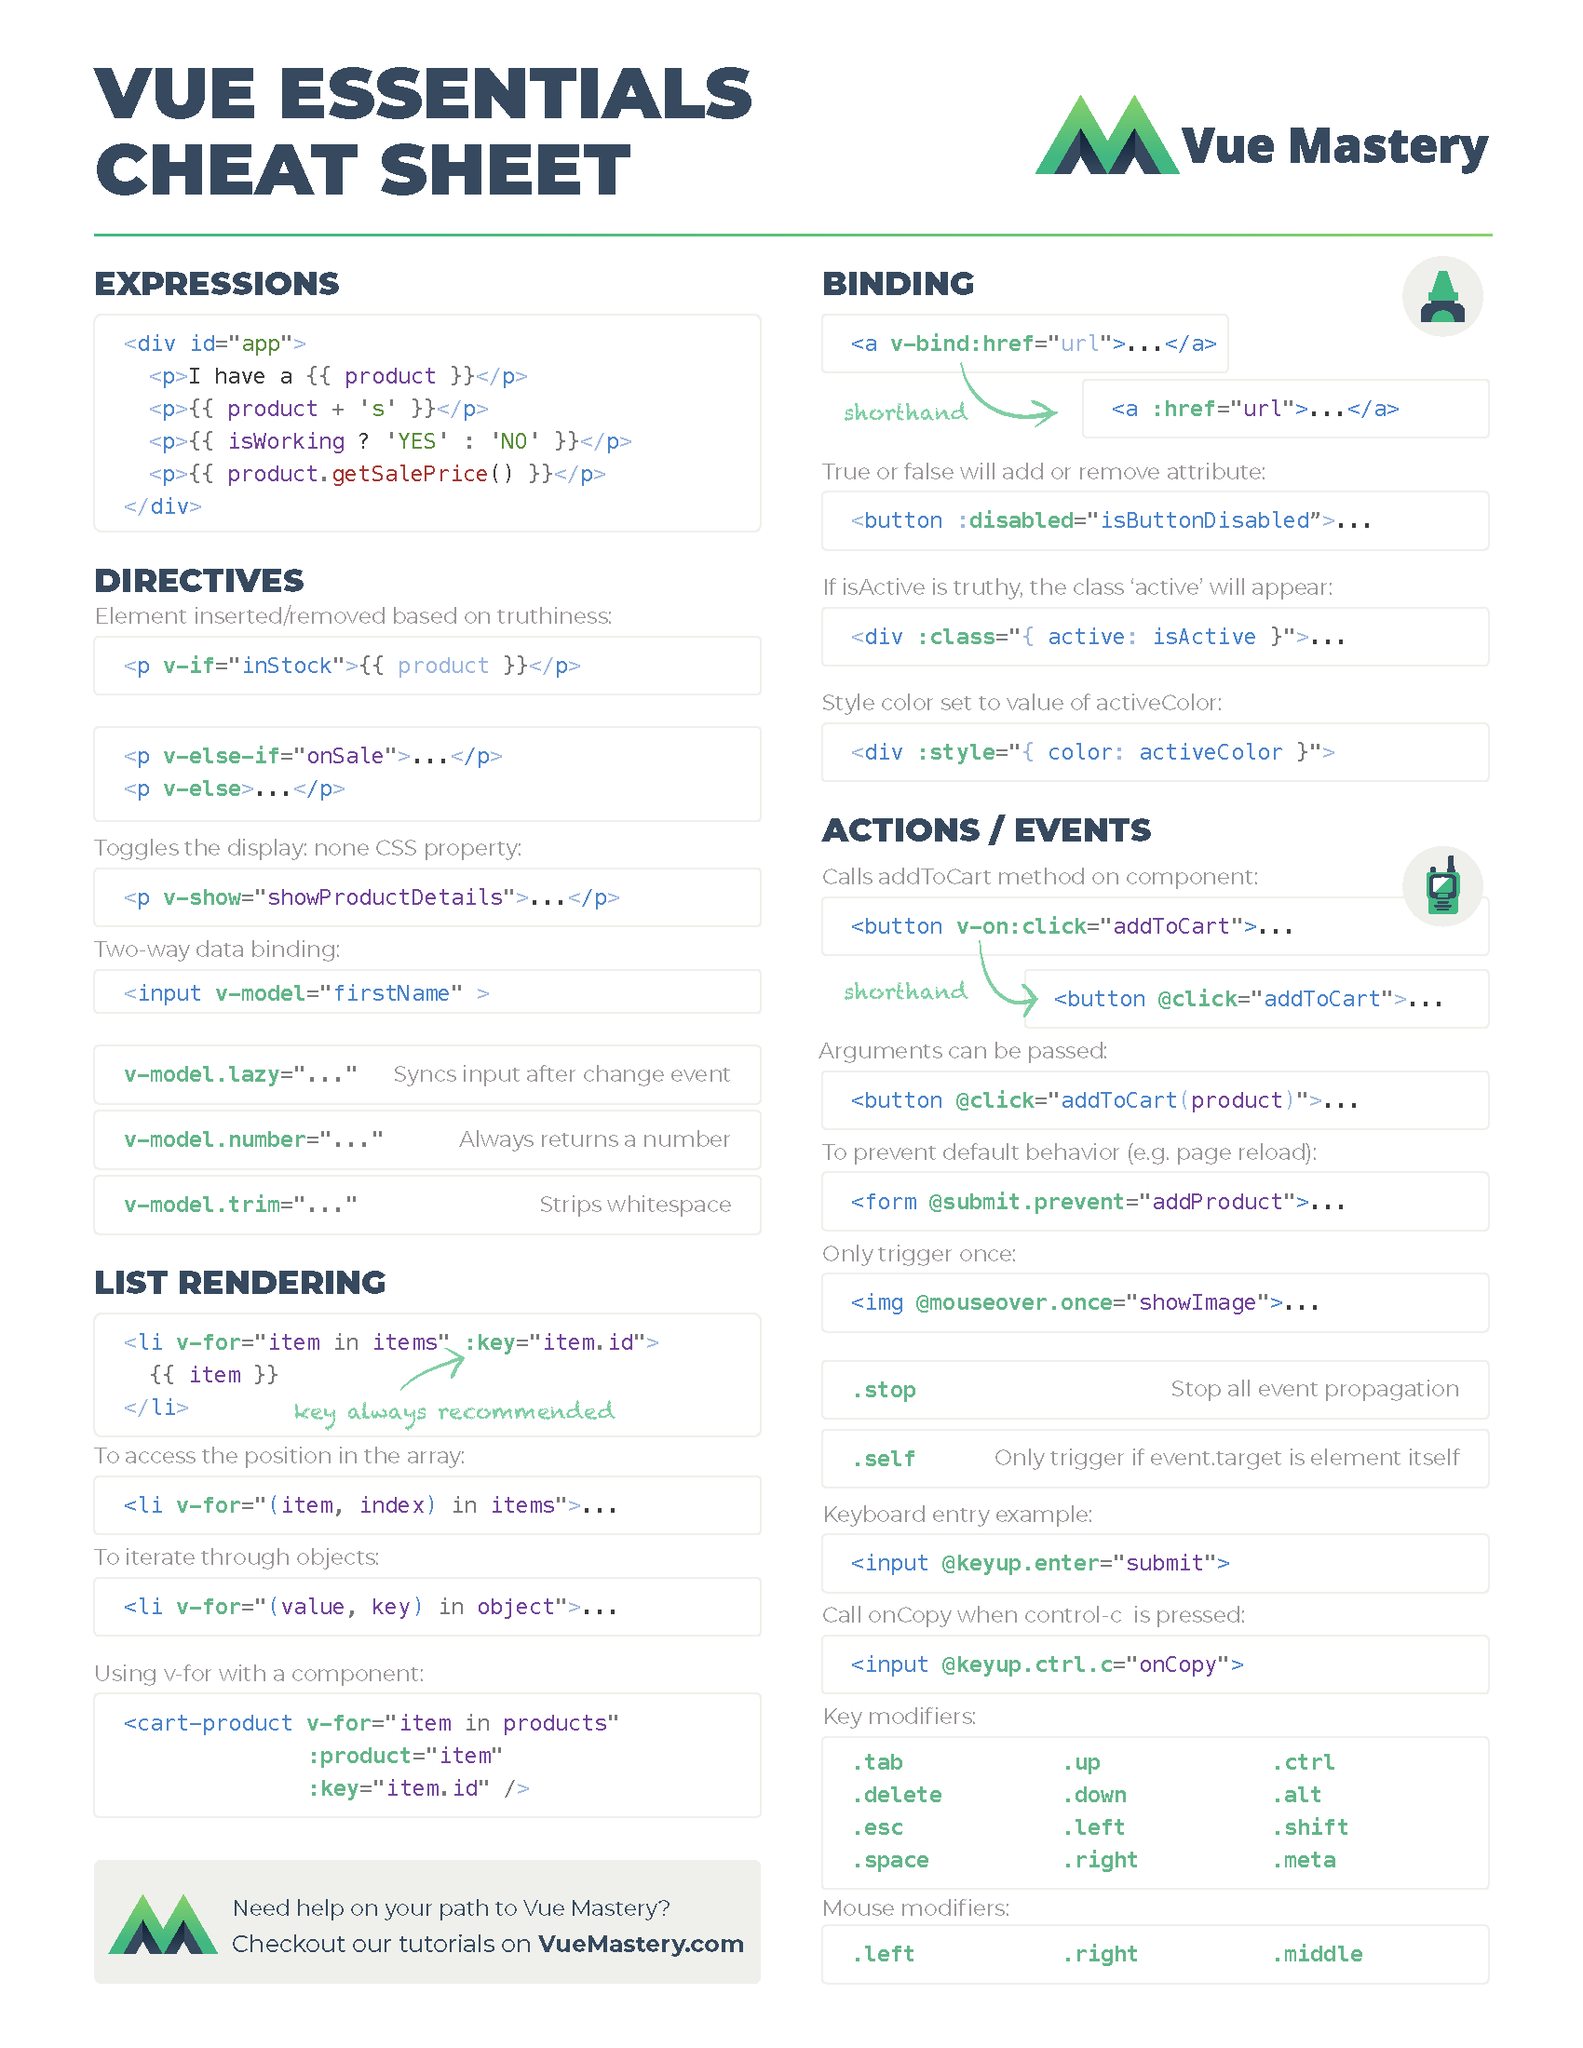 VUE ESSENTIALS
CHEAT SHEET
Vue Mastery
EXPRESSIONS
<div id="app">
<p>I have a {{ product }}</p>
<p>{{ product + 's' }}</p>
<p>{{ isWorking ? 'YES' : 'NO' }}</p>
<p>{{ product.getSalePrice() }}</p>
</div>
DIRECTIVES
Element inserted/removed based on truthiness:
<p v-if="inStock">{{ product }}</p>
<p v-else-if="onSale">...</p>
<p v-else>...</p>
Toggles the display: none CSS property:
<p v-show="showProductDetails">...</p>
Two-way data binding:
<input v-model="firstName" >
v-model.lazy="..." Syncs input after change event
v-model.number="..." Always returns a number
v-model.trim="..." Strips whitespace
LIST RENDERING
<li v-for="item in items" :key="item.id">
{{ item }}
</li>
key always recommended
To access the position in the array:
<li v-for="(item, index) in items">...
To iterate through objects:
<li v-for="(value, key) in object">...
Using v-for with a component:
<cart-product v-for="item in products"
:product="item"
:key="item.id" />
Need help on your path to Vue Mastery?
Checkout our tutorials on VueMastery.com
BINDING
<a v-bind:href="url">...</a>
shorthand
<a :href="url">...</a>
True or false will add or remove attribute:
<button :disabled="isButtonDisabled”>...
If isActive is truthy, the class ‘active’ will appear:
<div :class="{ active: isActive }">...
Style color set to value of activeColor:
<div :style="{ color: activeColor }">
ACTIONS / EVENTS
Calls addToCart method on component:
<button v-on:click="addToCart">...
shorthand
<button @click="addToCart">...
Arguments can be passed:
<button @click="addToCart(product)">...
To prevent default behavior (e.g. page reload):
<form @submit.prevent="addProduct">...
Only trigger once:
<img @mouseover.once="showImage">...
.stop Stop all event propagation
.self Only trigger if event.target is element itself
Keyboard entry example:
<input @keyup.enter="submit">
Call onCopy when control-c is pressed:
<input @keyup.ctrl.c="onCopy">
Key modifiers:
.tab .up .ctrl
.delete .down .alt
.esc .left .shift
.space .right .meta
Mouse modifiers:
.left .right .middle